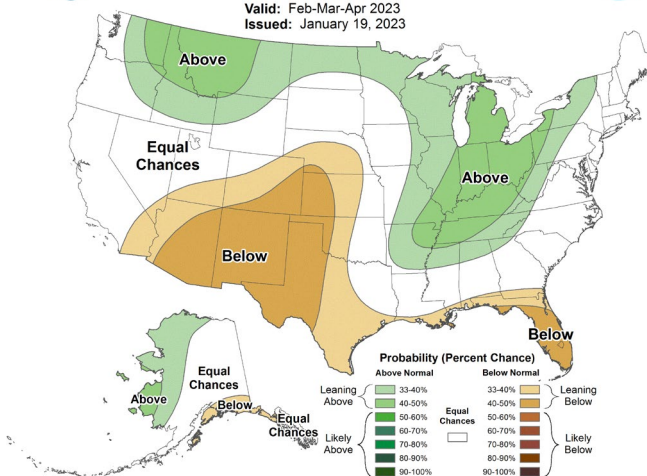 Valid: Feb-Mar-Apr 2023
Issued: January 19, 2023
Above
Equal
Chances
Above
Below
Below
Above
Equal
Chances
Below
Equal
Chances
Probability (Percent Chance)
Above Normal
Below Normal
Leaning
Above
33-40%
40-50%
Likely
Above
50-60%
60-70%
70-80%
80-90%
90-100%
Equal
Chances
33-40%
40-50%
Leaning
Below
50-60%
60-70%
70-80%
80-90%
90-100%
Likely
Below